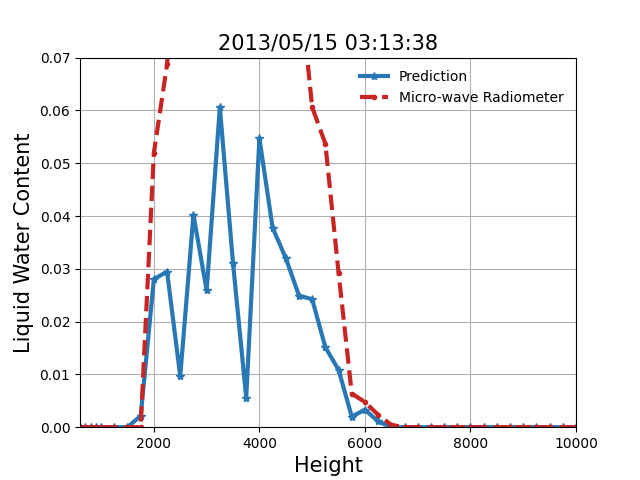 2013/05/15 03:13:38
Prediction
Micro-wave Radiometer
Liquid Water Content
0.07
0.06
0.05
0.04
0.03
0.02
0.01
0.00
2000 4000 6000 8000 10000
Height